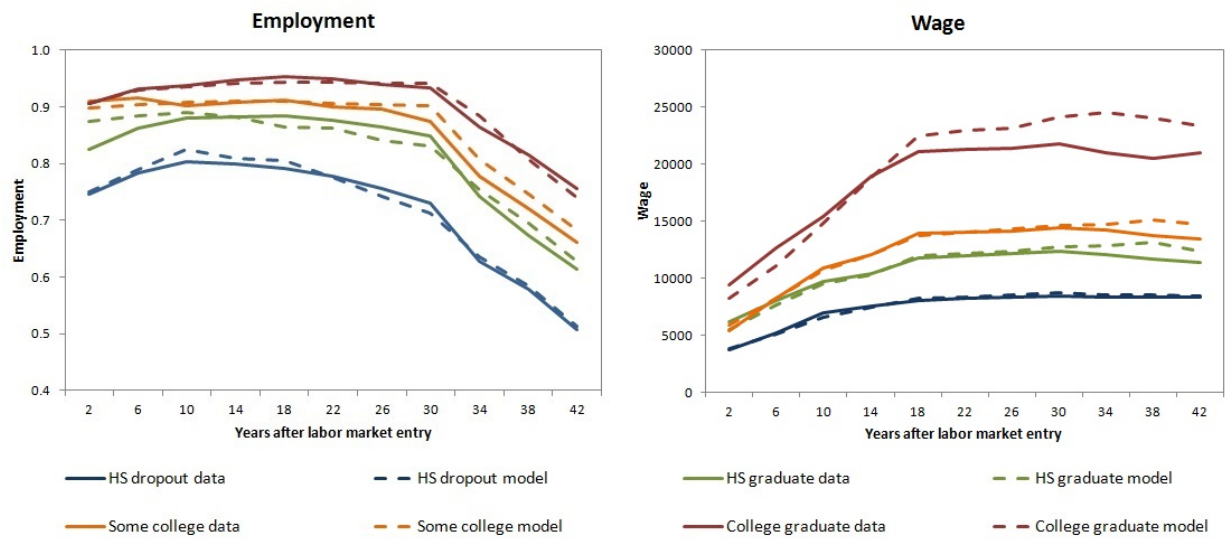 Employment
1.0
0.9
0.8
0.7
0.6
0.5
0.4
Employment
2 6 10 14 18 22 26 30 34 38 42
Years after labor market entry
Wage
30000
25000
20000
15000
10000
5000
0
Wage
2 6 10 14 18 22 26 30 34 38 42
Years after labor market entry
HS dropout data HS dropout model HS graduate data HS graduate model
Some college data Some college model College graduate data College graduate model